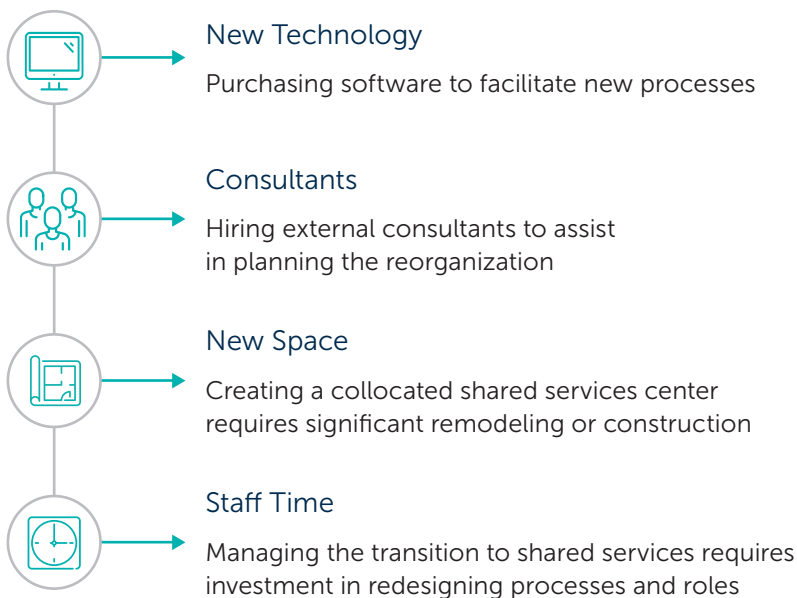 New Technology
Purchasing software to facilitate new processes
Consultants
Hiring external consultants to assist
in planning the reorganization
New Space
Creating a collocated shared services center
requires significant remodeling or construction
Staff Time
Managing the transition to shared services requires
investment in redesigning processes and roles